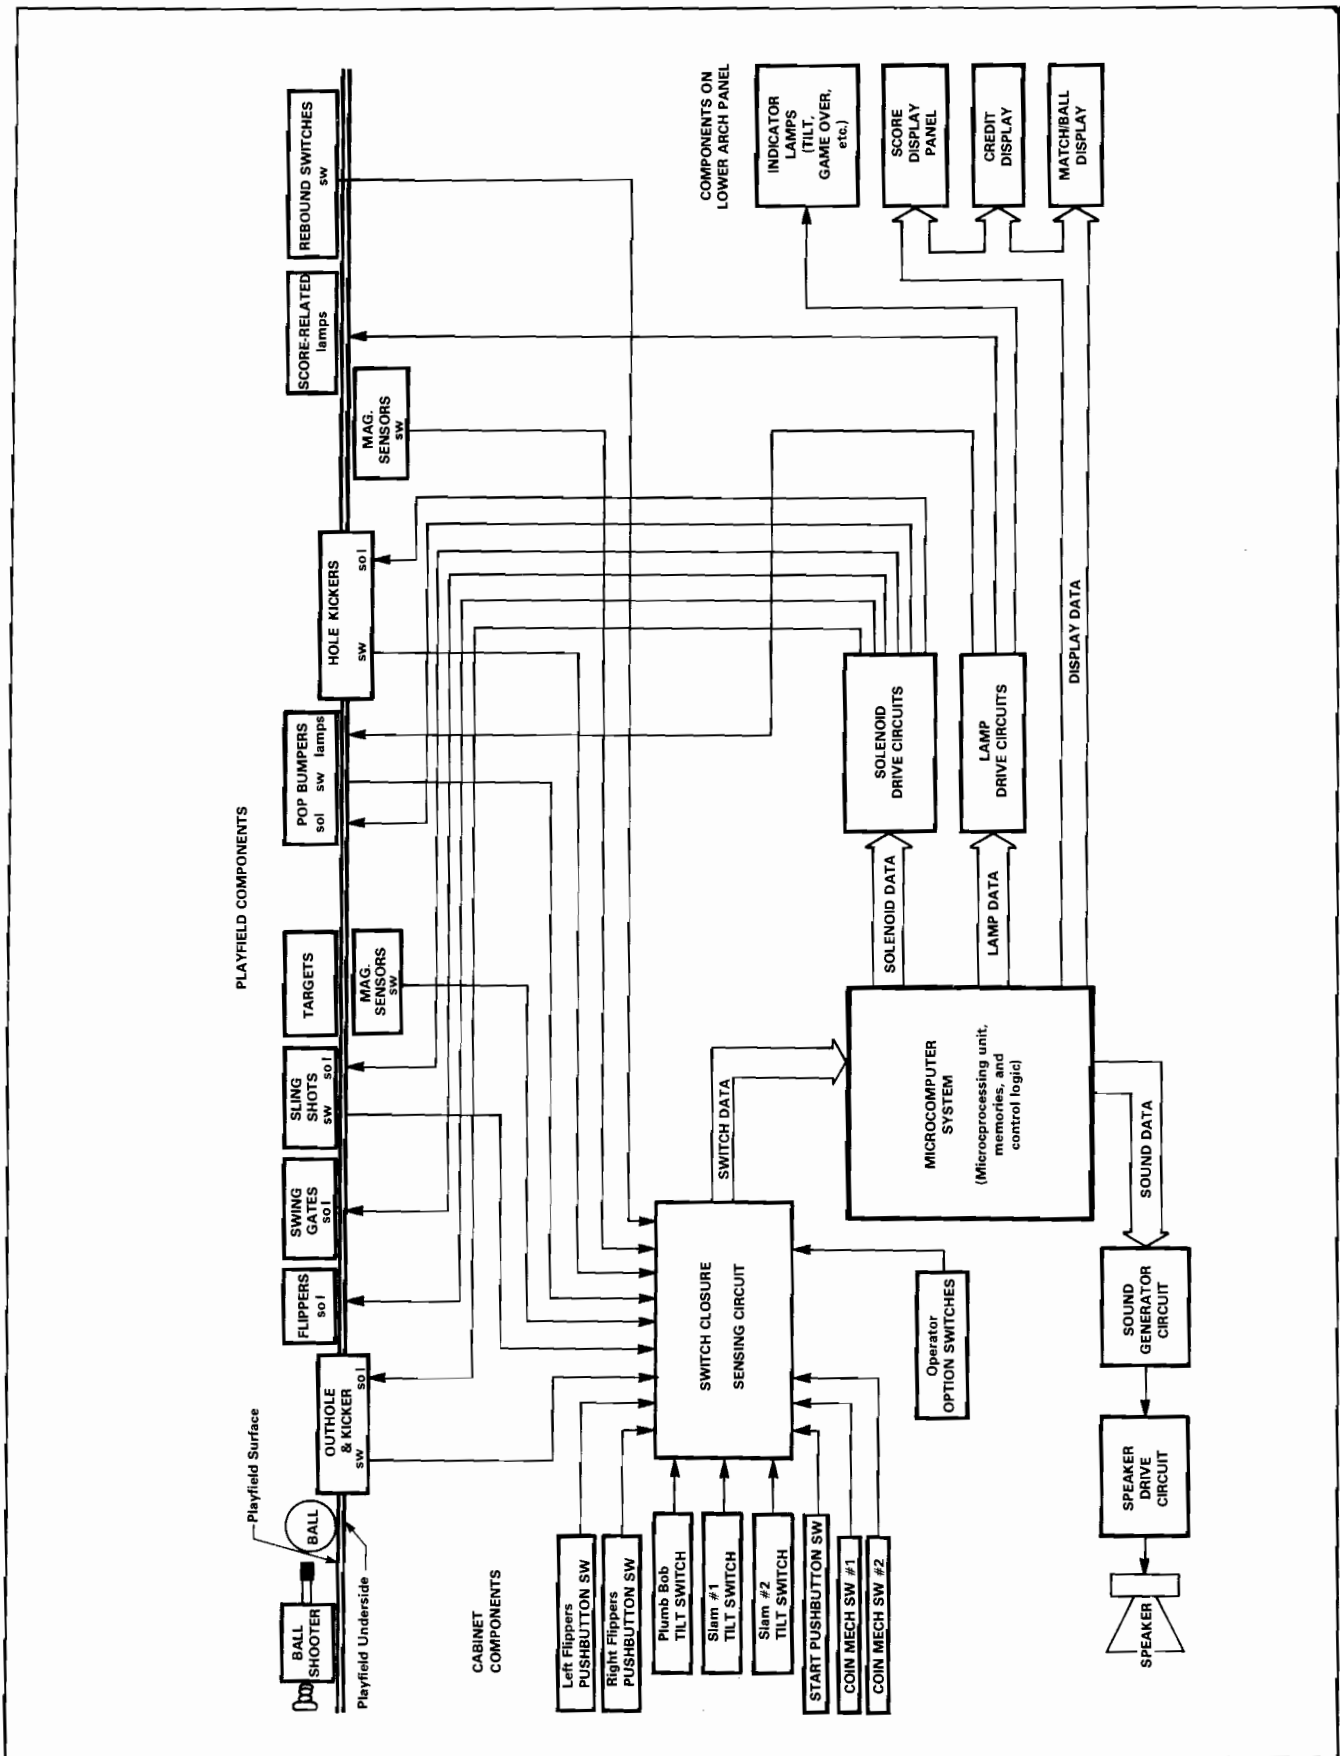 PLAYFIELD COMPONENTS
BALL
SHOOTER
Playfield Surface
BALL
Playfield Underside
OUTHOLE
& KICKER
sw
sol
FLIPPERS
sol
SWING
GATES
sol
SLING
SHOTS
sw
sol
TARGETS
MAG.
SENSORS
sw
POP BUMPERS
sol sw lamps
HOLE KICKERS
sw
sol
MAG.
SENSORS
sw
SCORE-RELATED
lamps
REBOUND SWITCHES
sw
CABINET
COMPONENTS
Left Flippers
PUSHBUTTON SW
Right Flippers
PUSHBUTTON SW
Plumb Bob
TILT SWITCH
Slam #1
TILT SWITCH
Slam #2
TILT SWITCH
START PUSHBUTTON SW
COIN MECH SW #1
COIN MECH SW #2
SWITCH CLOSURE
SENSING CIRCUIT
Operator
OPTION SWITCHES
SWITCH DATA
MICROCOMPUTER
SYSTEM
(Microcprocessing unit,
memories, and
control logic)
SOLENOID DATA
LAMP DATA
SOLENOID
DRIVE CIRCUITS
LAMP
DRIVE CIRCUITS
DISPLAY DATA
COMPONENTS ON
LOWER ARCH PANEL
INDICATOR
LAMPS
(TILT,
GAME OVER,
etc.)
SCORE
DISPLAY
PANEL
CREDIT
DISPLAY
MATCH/BALL
DISPLAY
SOUND DATA
SOUND
GENERATOR
CIRCUIT
SPEAKER
DRIVE
CIRCUIT
SPEAKER